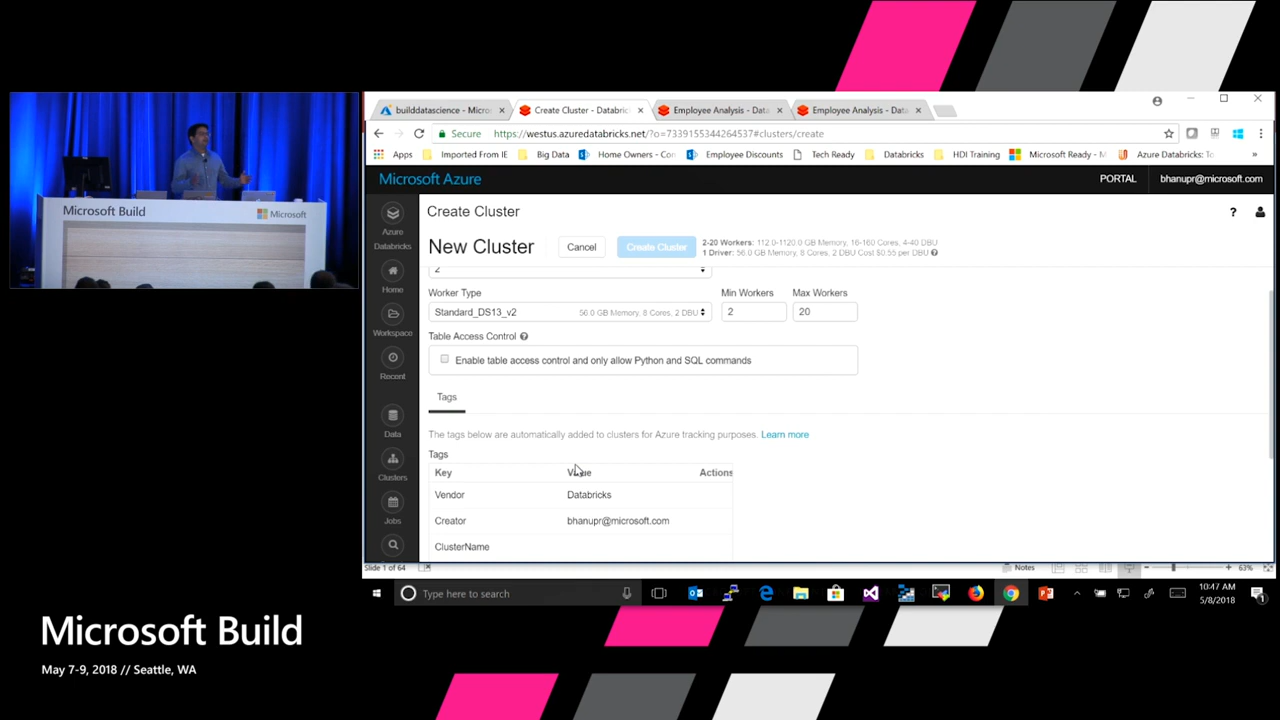 Microsoft Build
Microsoft
builddatascience - Micro
Create Cluster - Databric
Employee Analysis - Data
Employee Analysis - Data
Secure
https://westus.azuredatabricks.net/?o=7339155344264537#clusters/create
Apps
Imported From IE
Big Data
Home Owners - Con
Employee Discounts
Tech Ready
Databricks
HDI Training
Microsoft Ready - M
Azure Databricks: To
Microsoft Azure
PORTAL
bhanupr@microsoft.com
Azure
Databricks
Home
Workspace
Recent
Data
Clusters
Jobs
Create Cluster
?
New Cluster
Cancel
Create Cluster
2-20 Workers: 112.0-1120.0 GB Memory, 16-160 Cores, 4-40 DBU
1 Driver: 56.0 GB Memory, 8 Cores, 2 DBU Cost $0.55 per DBU
2
Worker Type
Min Workers
Max Workers
Standard_DS13_v2
56.0 GB Memory, 8 Cores, 2 DBU
2
20
Table Access Control
Enable table access control and only allow Python and SQL commands
Tags
The tags below are automatically added to clusters for Azure tracking purposes. Learn more
Tags
Key
Value
Actions
Vendor
Databricks
Creator
bhanupr@microsoft.com
ClusterName
Slide 1 of 64
Notes
63%
Type here to search
10:47 AM
5/8/2018
Microsoft Build
May 7-9, 2018 // Seattle, WA